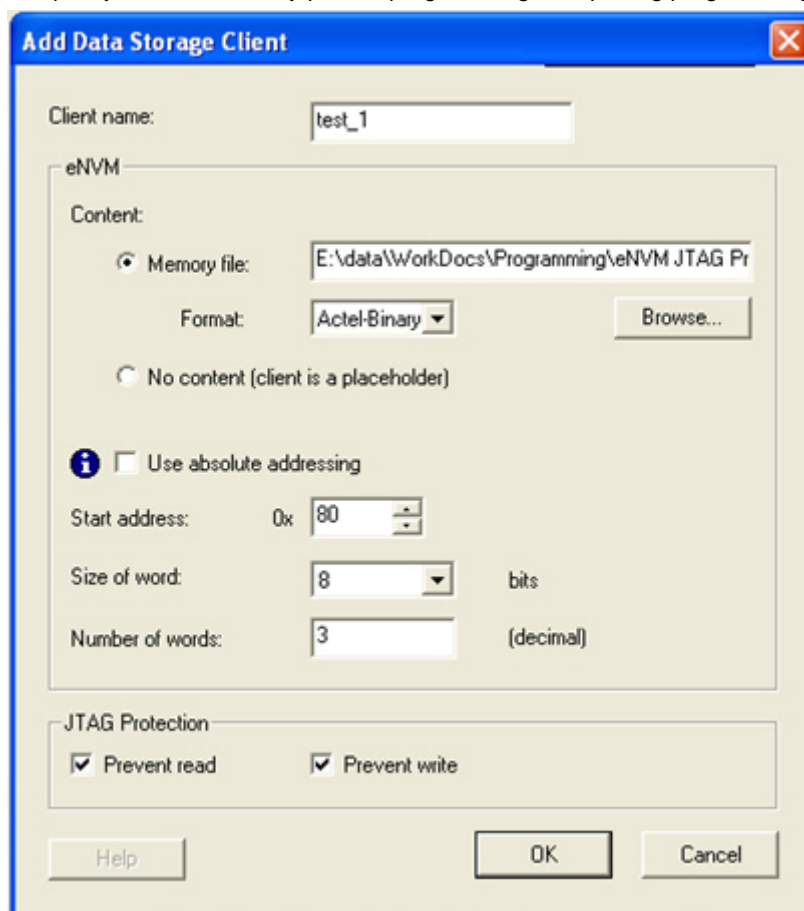 Add Data Storage Client
Client name: test_1
eNVM
Content:
Memory file: E:\data\WorkDocs\Programming\eNVM JTAG Pr
Format: Actel-Binary Browse...
No content (client is a placeholder)
Use absolute addressing
Start address: 0x 80
Size of word: 8 bits
Number of words: 3 (decimal)
JTAG Protection
Prevent read Prevent write
Help OK Cancel